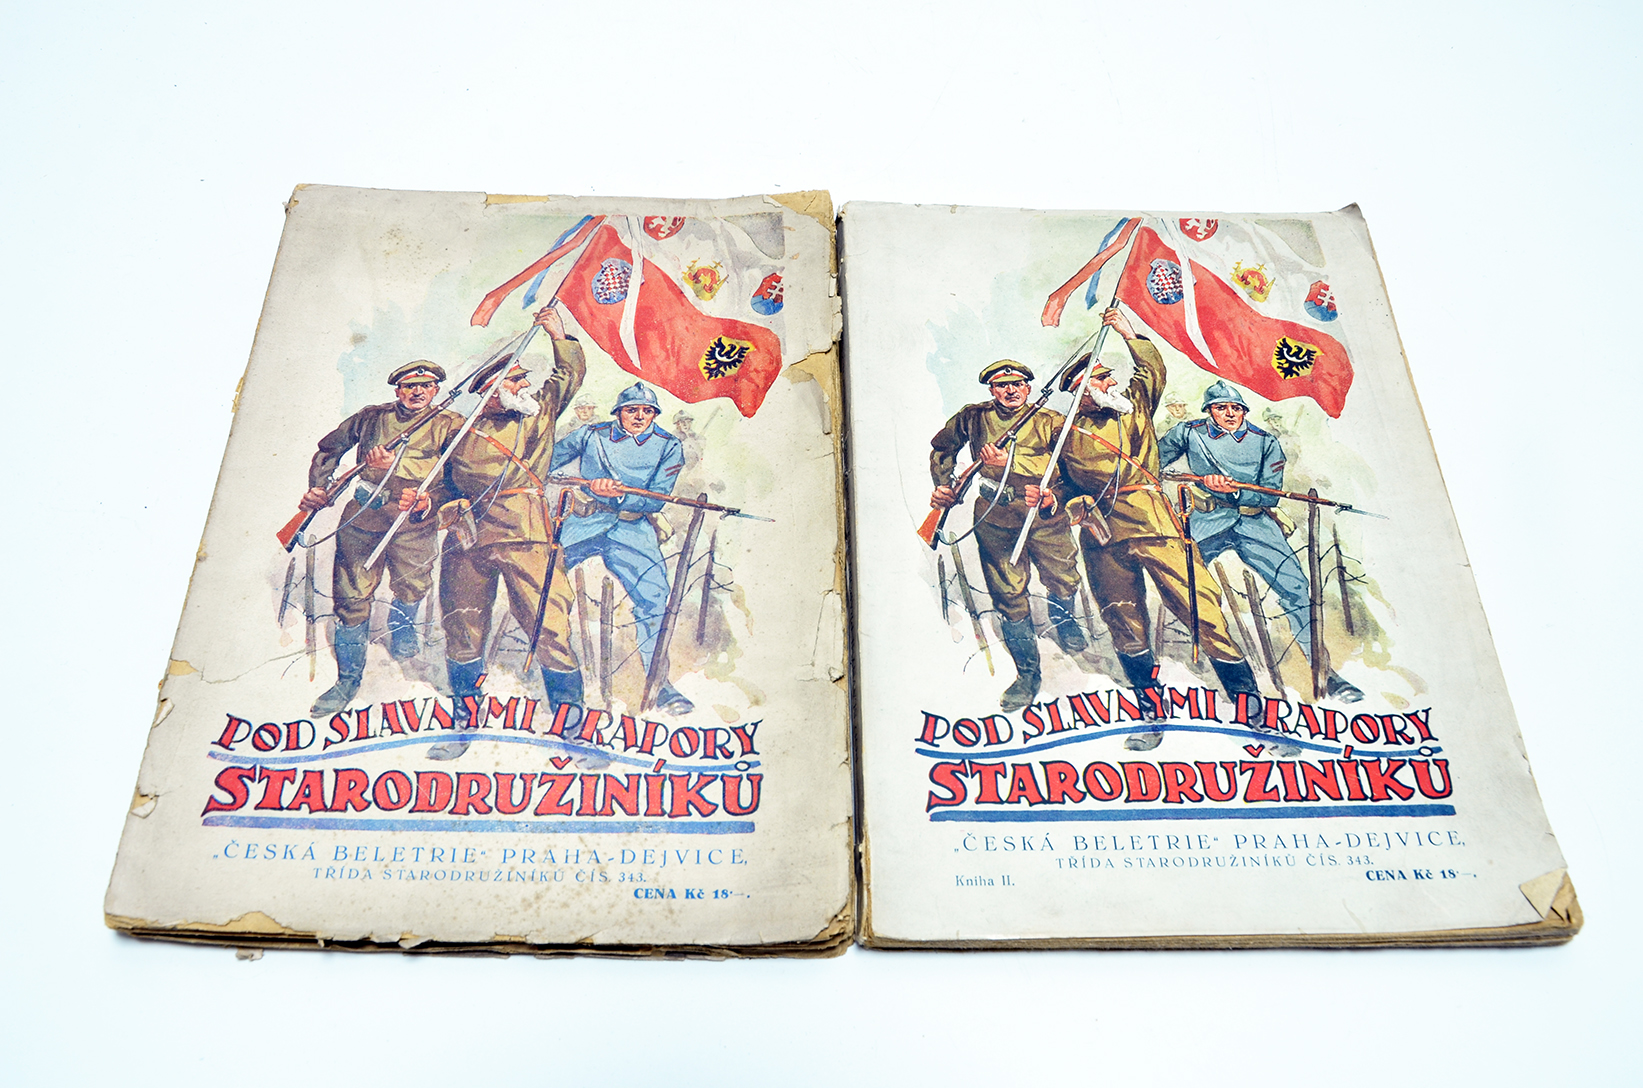 POD SLAVNÝMI PRAPORY
STARODRUŽINÍKŮ
„ČESKÁ BELETRIE“ PRAHA-DEJVICE,
TŘÍDA STARODRUŽINÍKŮ ČÍS. 343.
CENA Kč 18·—.
POD SLAVNÝMI PRAPORY
STARODRUŽINÍKŮ
„ČESKÁ BELETRIE“ PRAHA-DEJVICE,
TŘÍDA STARODRUŽINÍKŮ ČÍS. 343.
Kniha II.
CENA Kč 18·—.